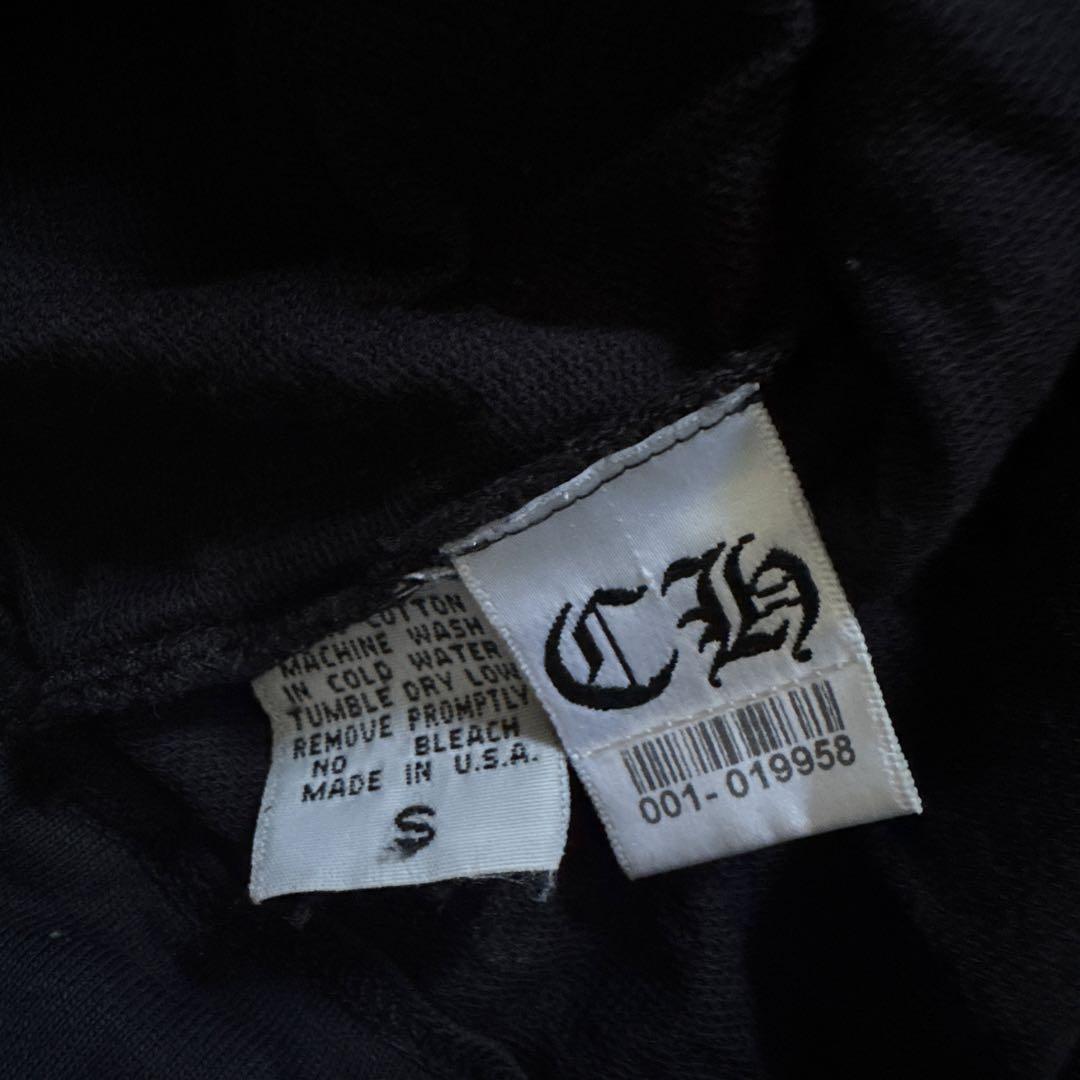 COTTON
MACHINE WASH
IN COLD WATER
TUMBLE DRY LOW
REMOVE PROMPTLY
NO BLEACH
MADE IN U.S.A.
S
CH
001-019958